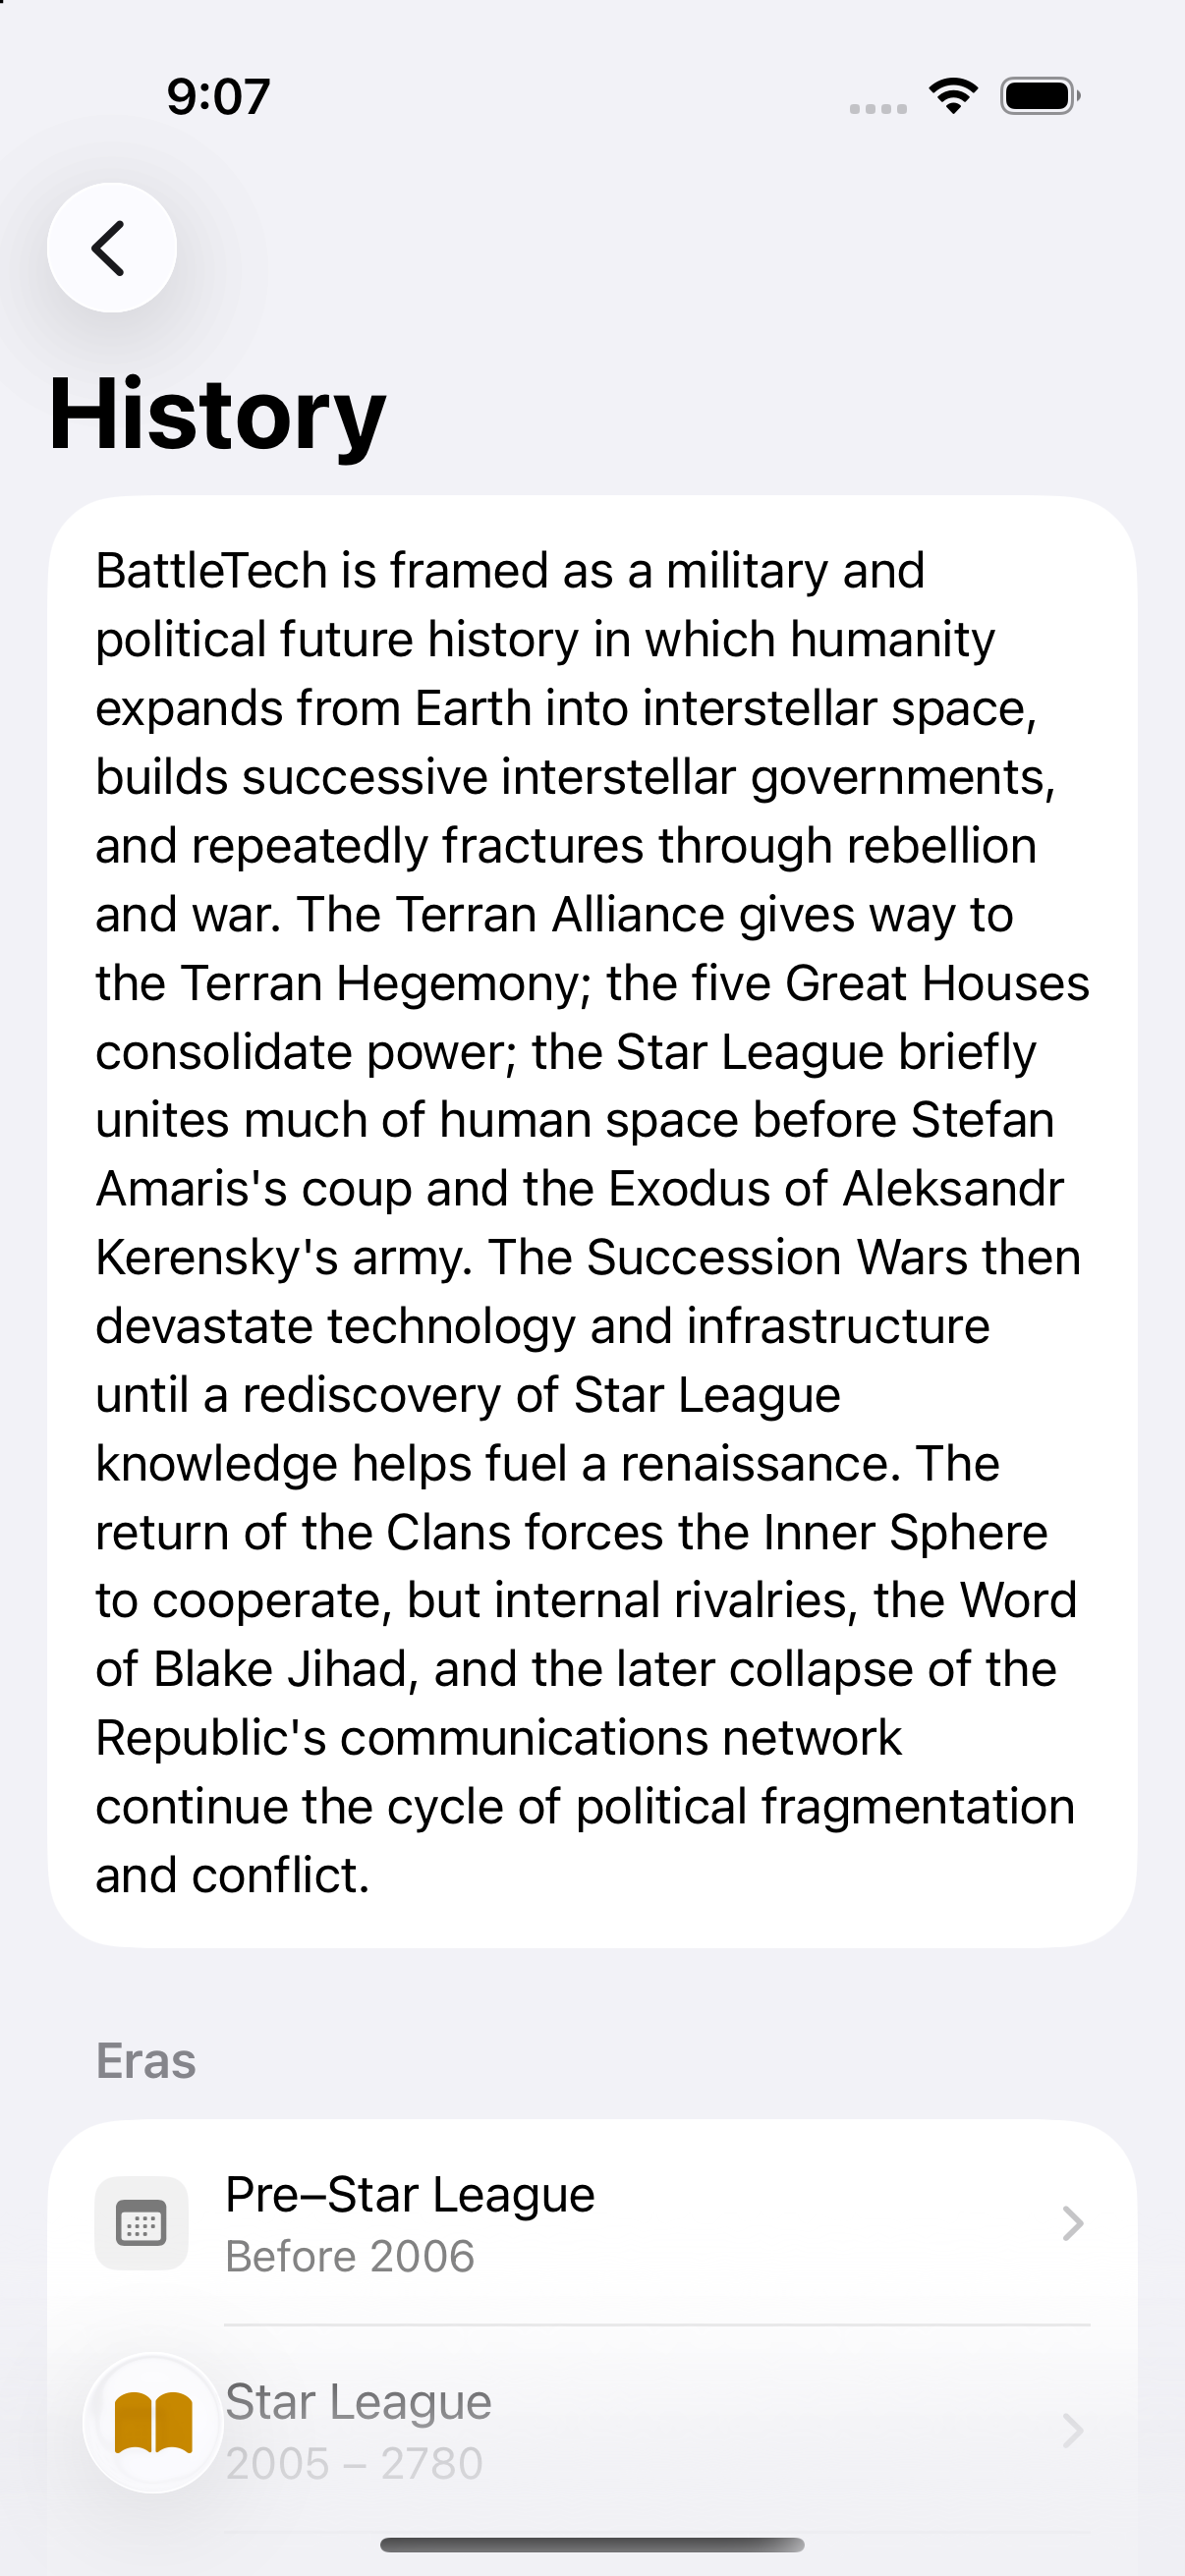 9:07
History
BattleTech is framed as a military and
political future history in which humanity
expands from Earth into interstellar space,
builds successive interstellar governments,
and repeatedly fractures through rebellion
and war. The Terran Alliance gives way to
the Terran Hegemony; the five Great Houses
consolidate power; the Star League briefly
unites much of human space before Stefan
Amaris's coup and the Exodus of Aleksandr
Kerensky's army. The Succession Wars then
devastate technology and infrastructure
until a rediscovery of Star League
knowledge helps fuel a renaissance. The
return of the Clans forces the Inner Sphere
to cooperate, but internal rivalries, the Word
of Blake Jihad, and the later collapse of the
Republic's communications network
continue the cycle of political fragmentation
and conflict.
Eras
Pre–Star League
Before 2006
Star League
2005 – 2780